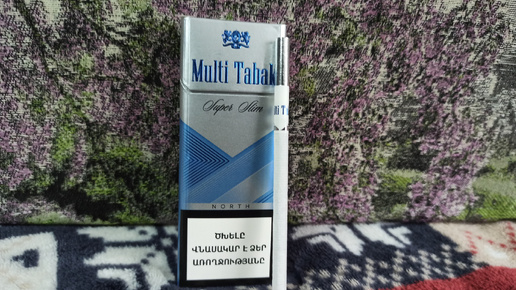 Multi Tabak
Super Slim
NORTH
ԾԽԵԼԸ
ՎՆԱՍԱԿԱՐ Է ՁԵՐ
ԱՌՈՂՋՈՒԹՅԱՆԸ